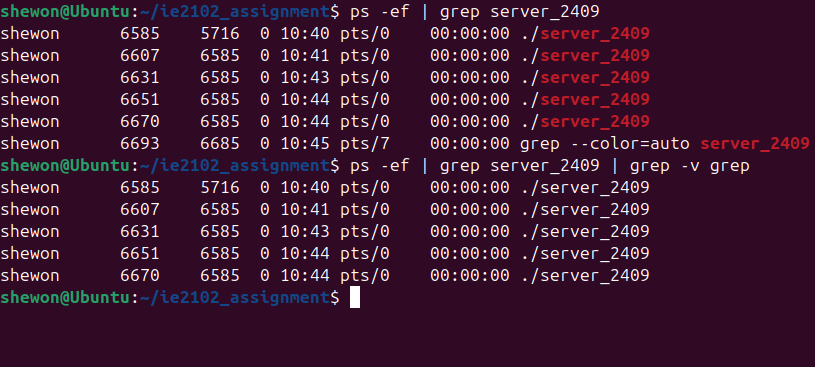 shewon@Ubuntu:~/ie2102_assignment$ ps -ef | grep server_2409
shewon      6585    5716  0 10:40 pts/0    00:00:00 ./server_2409
shewon      6607    6585  0 10:41 pts/0    00:00:00 ./server_2409
shewon      6631    6585  0 10:43 pts/0    00:00:00 ./server_2409
shewon      6651    6585  0 10:44 pts/0    00:00:00 ./server_2409
shewon      6670    6585  0 10:44 pts/0    00:00:00 ./server_2409
shewon      6693    6685  0 10:45 pts/7    00:00:00 grep --color=auto server_2409
shewon@Ubuntu:~/ie2102_assignment$ ps -ef | grep server_2409 | grep -v grep
shewon      6585    5716  0 10:40 pts/0    00:00:00 ./server_2409
shewon      6607    6585  0 10:41 pts/0    00:00:00 ./server_2409
shewon      6631    6585  0 10:43 pts/0    00:00:00 ./server_2409
shewon      6651    6585  0 10:44 pts/0    00:00:00 ./server_2409
shewon      6670    6585  0 10:44 pts/0    00:00:00 ./server_2409
shewon@Ubuntu:~/ie2102_assignment$